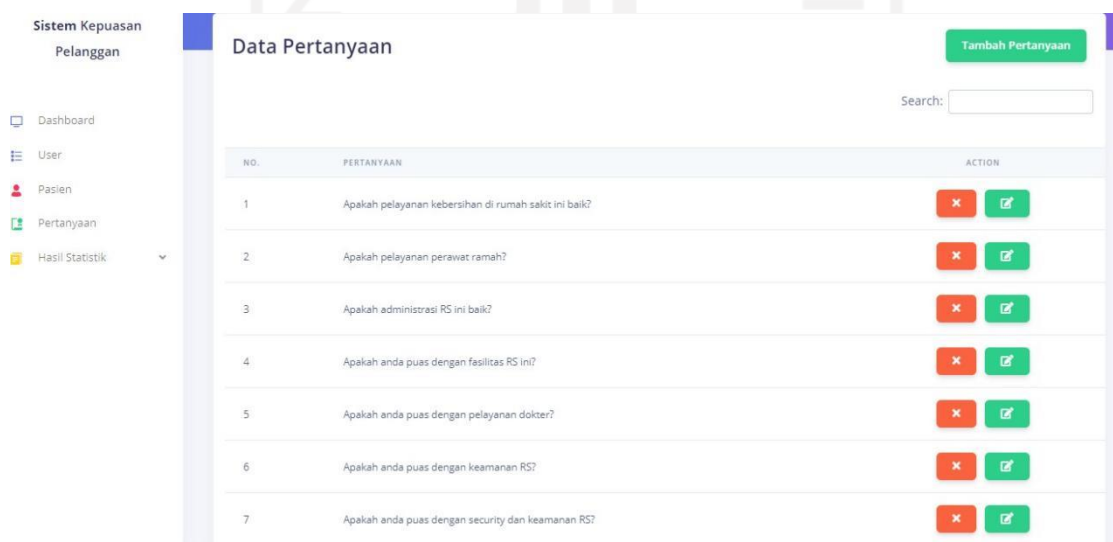 Sistem Kepuasan
Pelanggan
Dashboard
User
Pasien
Pertanyaan
Hasil Statistik
Data Pertanyaan
Tambah Pertanyaan
Search:
NO. PERTANYAAN ACTION
1 Apakah pelayanan kebersihan di rumah sakit ini baik?
2 Apakah pelayanan perawat ramah?
3 Apakah administrasi RS ini baik?
4 Apakah anda puas dengan fasilitas RS ini?
5 Apakah anda puas dengan pelayanan dokter?
6 Apakah anda puas dengan keamanan RS?
7 Apakah anda puas dengan security dan keamanan RS?